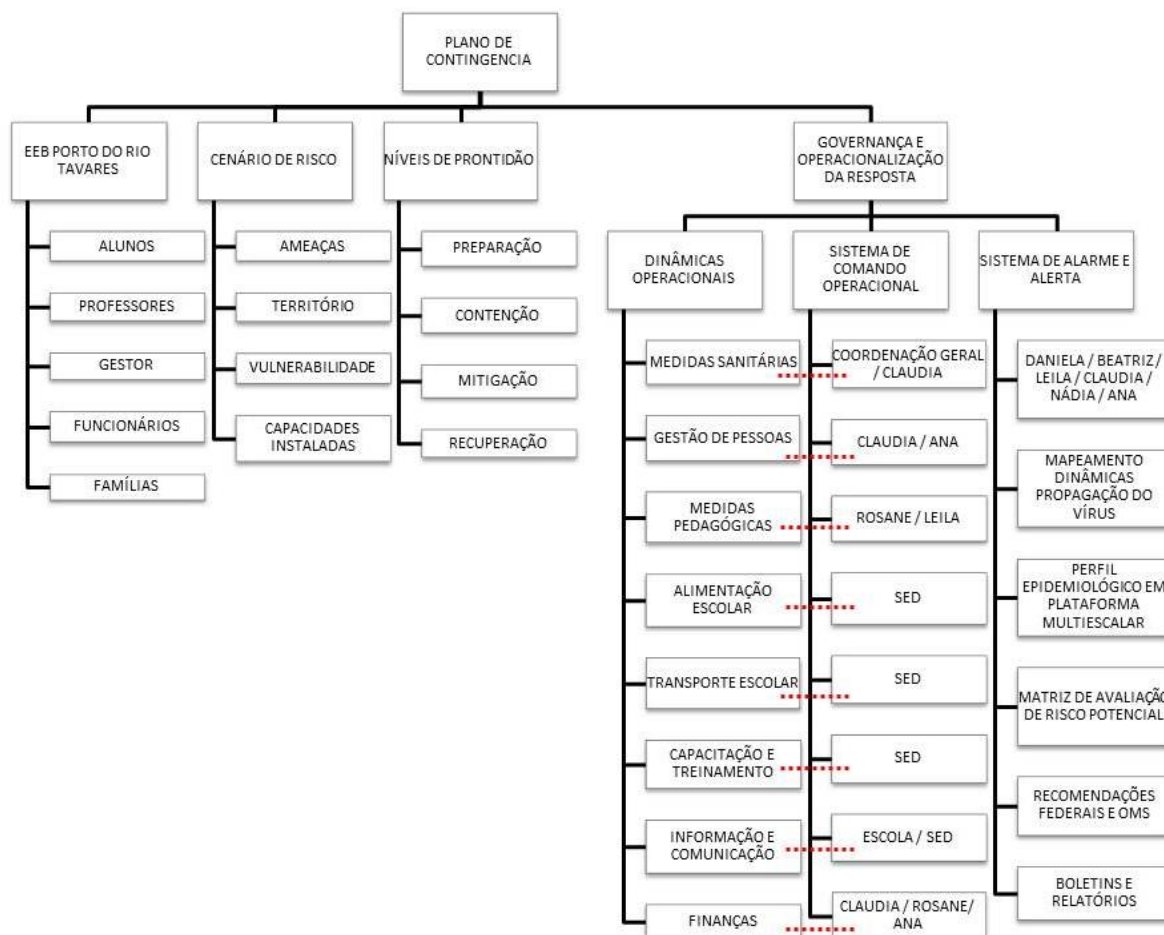 PLANO DE
CONTINGENCIA
EEB PORTO DO RIO
TAVARES
ALUNOS
PROFESSORES
GESTOR
FUNCIONÁRIOS
FAMÍLIAS
CENÁRIO DE RISCO
AMEAÇAS
TERRITÓRIO
VULNERABILIDADE
CAPACIDADES
INSTALADAS
NÍVEIS DE PRONTIDÃO
PREPARAÇÃO
CONTENÇÃO
MITIGAÇÃO
RECUPERAÇÃO
GOVERNANÇA E
OPERACIONALIZAÇÃO
DA RESPOSTA
DINÂMICAS
OPERACIONAIS
MEDIDAS SANITÁRIAS
GESTÃO DE PESSOAS
MEDIDAS
PEDAGÓGICAS
ALIMENTAÇÃO
ESCOLAR
TRANSPORTE ESCOLAR
CAPACITAÇÃO E
TREINAMENTO
INFORMAÇÃO E
COMUNICAÇÃO
FINANÇAS
SISTEMA DE
COMANDO
OPERACIONAL
COORDENAÇÃO GERAL
/ CLAUDIA
CLAUDIA / ANA
ROSANE / LEILA
SED
SED
SED
ESCOLA / SED
CLAUDIA / ROSANE/
ANA
SISTEMA DE ALARME E
ALERTA
DANIELA / BEATRIZ /
LEILA / CLAUDIA /
NÁDIA / ANA
MAPEAMENTO
DINÂMICAS
PROPAGAÇÃO DO
VÍRUS
PERFIL
EPIDEMIOLÓGICO EM
PLATAFORMA
MULTIESCALAR
MATRIZ DE AVALIAÇÃO
DE RISCO POTENCIAL
RECOMENDAÇÕES
FEDERAIS E OMS
BOLETINS E
RELATÓRIOS